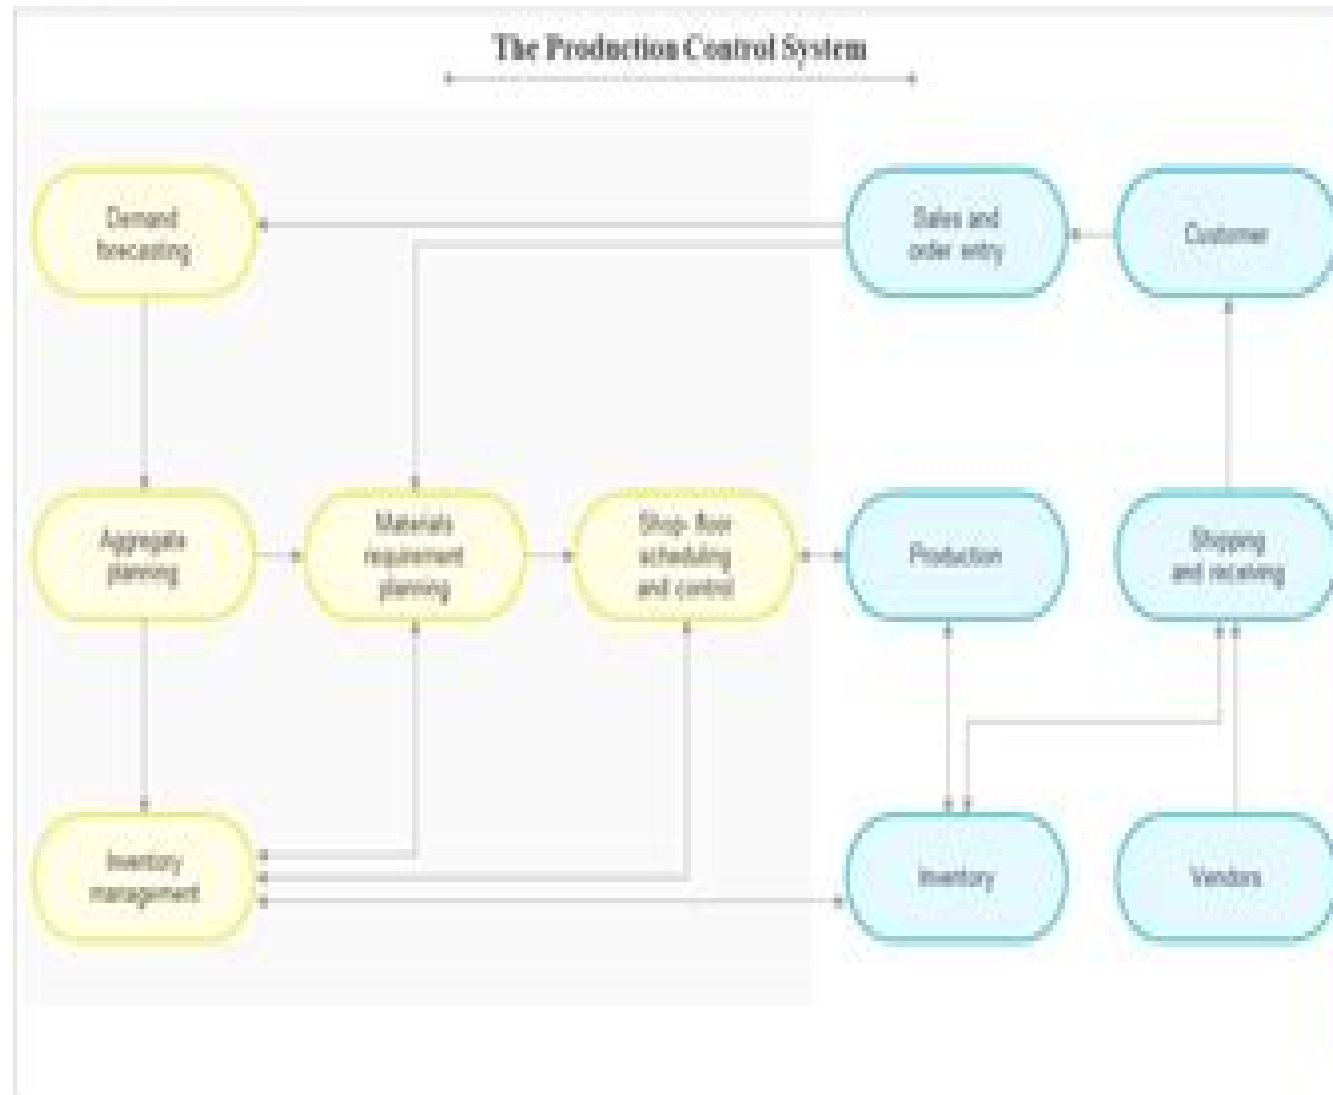 The Production Control System
Demand
forecasting
Sales and
order entry
Customer
Aggregate
planning
Materials
requirement
planning
Shop- floor
scheduling
and control
Production
Shipping
and receiving
Inventory
management
Inventory
Vendors